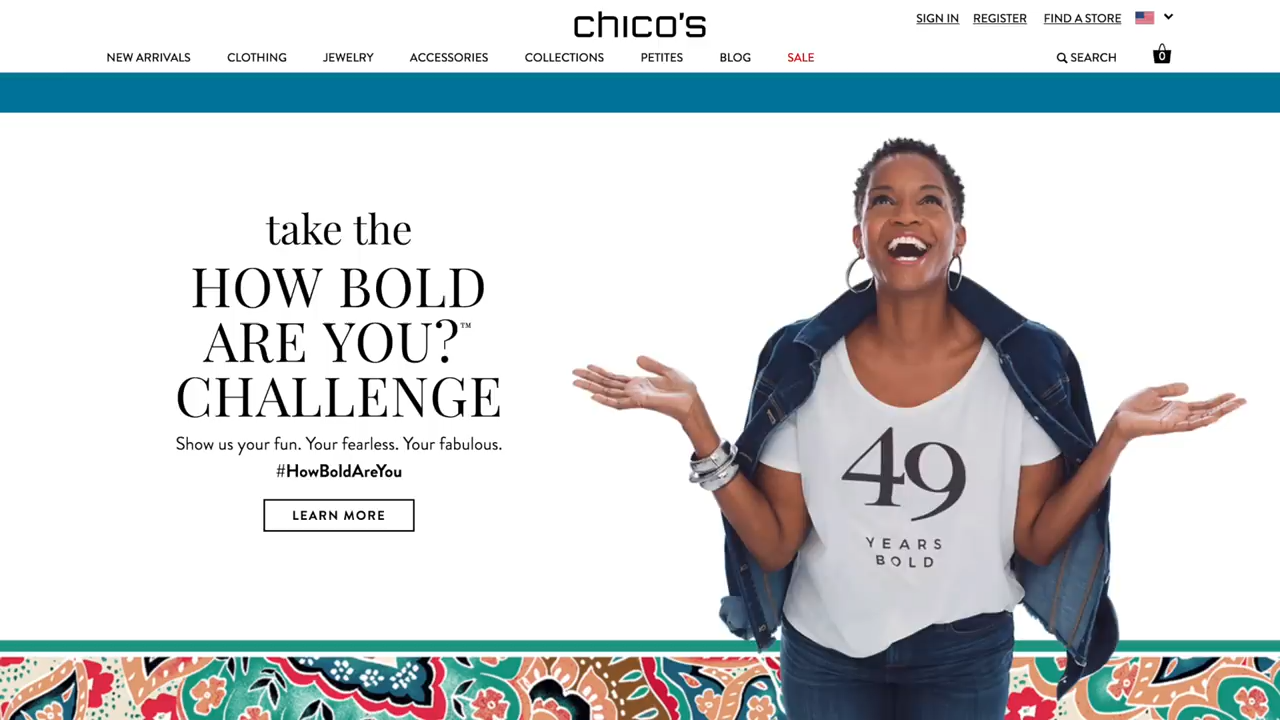 chico's
SIGN IN REGISTER FIND A STORE
NEW ARRIVALS CLOTHING JEWELRY ACCESSORIES COLLECTIONS PETITES BLOG SALE SEARCH 0
take the
HOW BOLD
ARE YOU?™
CHALLENGE
Show us your fun. Your fearless. Your fabulous.
#HowBoldAreYou
LEARN MORE
49
YEARS
BOLD